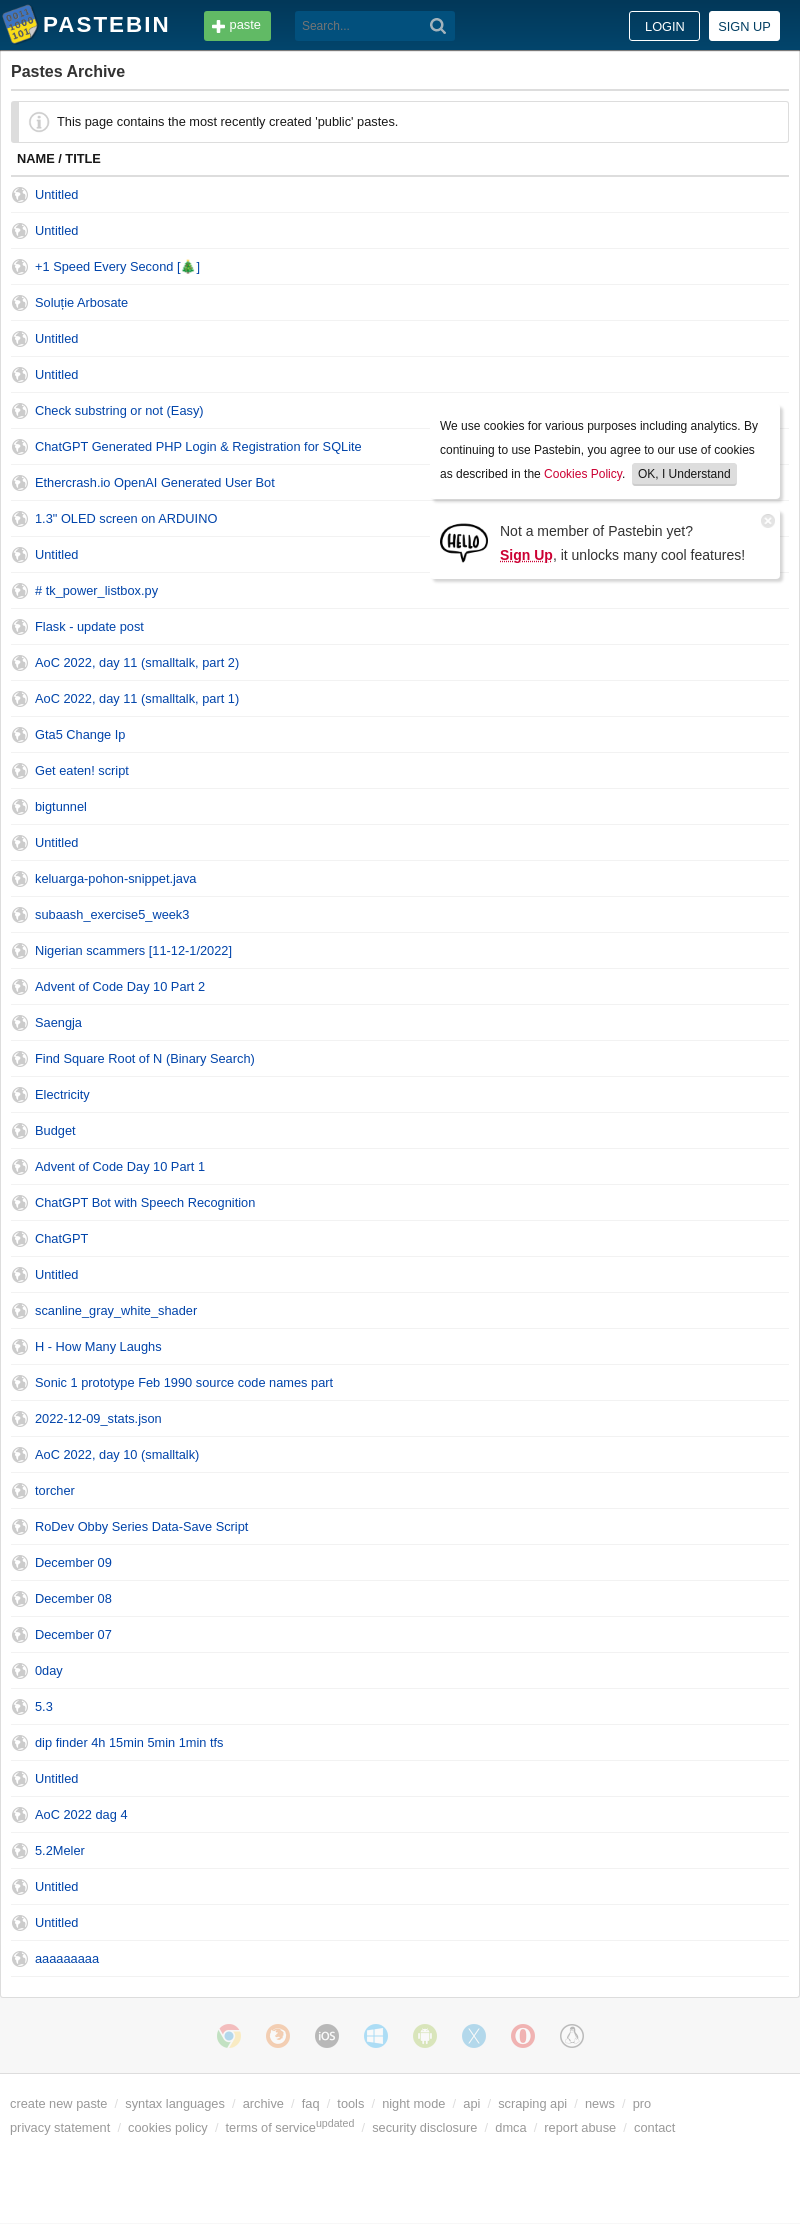 PASTEBIN
paste
Search...
LOGIN
SIGN UP
Pastes Archive
This page contains the most recently created 'public' pastes.
NAME / TITLE
Untitled
Untitled
+1 Speed Every Second [🎄]
Soluție Arbosate
Untitled
Untitled
Check substring or not (Easy)
ChatGPT Generated PHP Login & Registration for SQLite
Ethercrash.io OpenAI Generated User Bot
1.3" OLED screen on ARDUINO
Untitled
We use cookies for various purposes including analytics. By
continuing to use Pastebin, you agree to our use of cookies
as described in the Cookies Policy. OK, I Understand
HELLO
Not a member of Pastebin yet?
Sign Up, it unlocks many cool features!
# tk_power_listbox.py
Flask - update post
AoC 2022, day 11 (smalltalk, part 2)
AoC 2022, day 11 (smalltalk, part 1)
Gta5 Change Ip
Get eaten! script
bigtunnel
Untitled
keluarga-pohon-snippet.java
subaash_exercise5_week3
Nigerian scammers [11-12-1/2022]
Advent of Code Day 10 Part 2
Saengja
Find Square Root of N (Binary Search)
Electricity
Budget
Advent of Code Day 10 Part 1
ChatGPT Bot with Speech Recognition
ChatGPT
Untitled
scanline_gray_white_shader
H - How Many Laughs
Sonic 1 prototype Feb 1990 source code names part
2022-12-09_stats.json
AoC 2022, day 10 (smalltalk)
torcher
RoDev Obby Series Data-Save Script
December 09
December 08
December 07
0day
5.3
dip finder 4h 15min 5min 1min tfs
Untitled
AoC 2022 dag 4
5.2Meler
Untitled
Untitled
aaaaaaaaa
iOS
create new paste / syntax languages / archive / faq / tools / night mode / api / scraping api / news / pro
privacy statement / cookies policy / terms of service updated / security disclosure / dmca / report abuse / contact